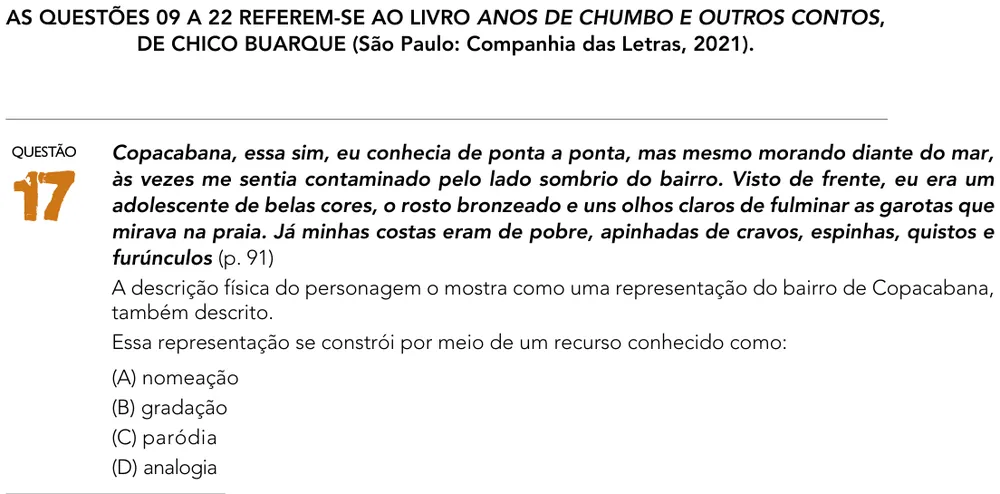 AS QUESTÕES 09 A 22 REFEREM-SE AO LIVRO ANOS DE CHUMBO E OUTROS CONTOS,
DE CHICO BUARQUE (São Paulo: Companhia das Letras, 2021).
QUESTÃO
17
Copacabana, essa sim, eu conhecia de ponta a ponta, mas mesmo morando diante do mar,
às vezes me sentia contaminado pelo lado sombrio do bairro. Visto de frente, eu era um
adolescente de belas cores, o rosto bronzeado e uns olhos claros de fulminar as garotas que
mirava na praia. Já minhas costas eram de pobre, apinhadas de cravos, espinhas, quistos e
furúnculos (p. 91)
A descrição física do personagem o mostra como uma representação do bairro de Copacabana,
também descrito.
Essa representação se constrói por meio de um recurso conhecido como:
(A) nomeação
(B) gradação
(C) paródia
(D) analogia